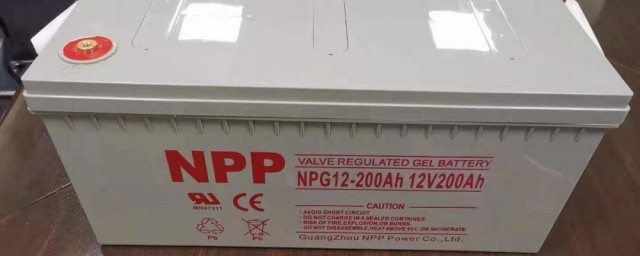 NPP
VALVE REGULATED GEL BATTERY
NPG12-200Ah 12V200Ah
MH47311
CE
CAUTION
- AVOID SHORT CIRCUIT
- DO NOT CHARGE IN A SEALED CONTAINER
- RISK OF FIRE,EXPLOSION,OR BURNS.
- DO NOT DISASSEMBLE,HEAT ABOVE 60℃ OR INCINERATE.
Pb
Pb
GuangZhou NPP Power Co.,Ltd.